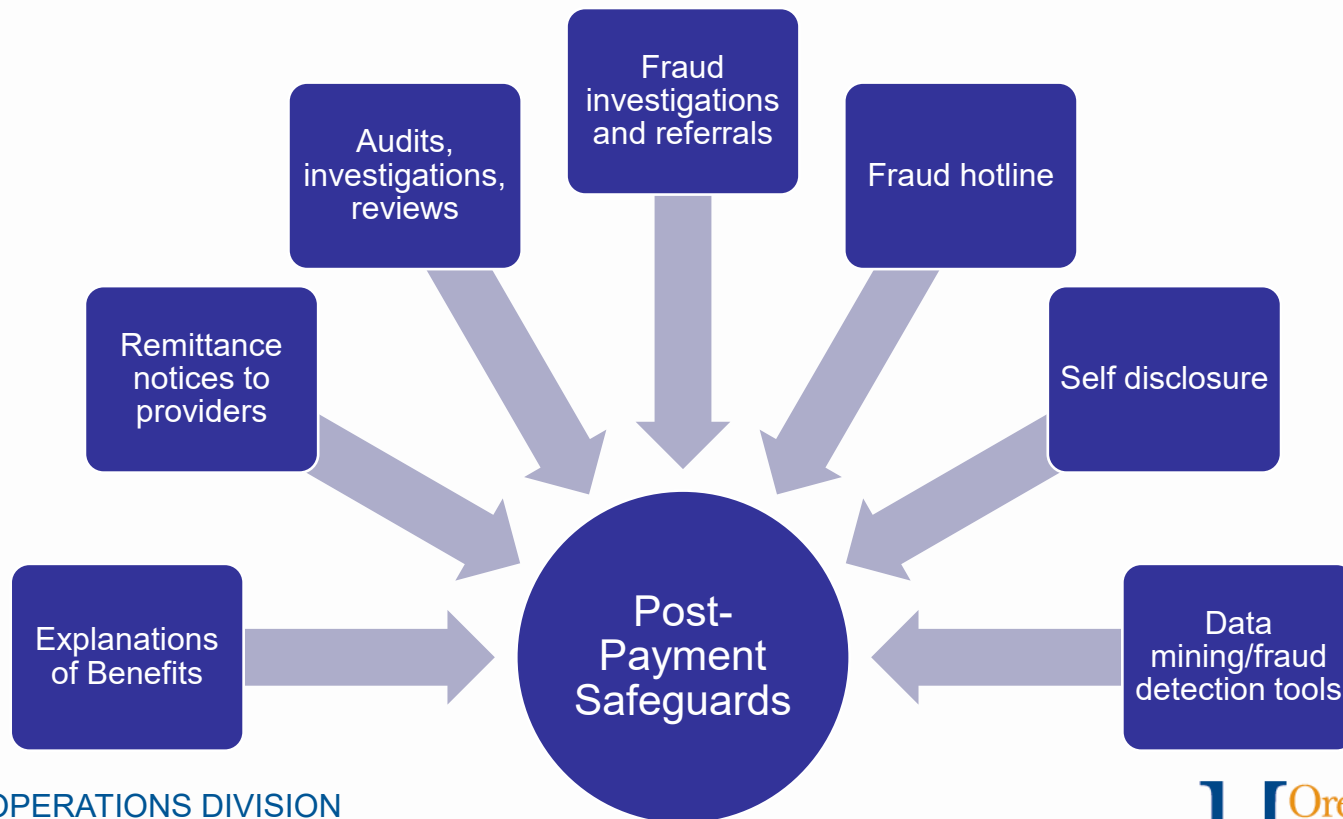 Fraud
investigations
and referrals
Audits,
investigations,
reviews
Fraud hotline
Remittance
notices to
providers
Self disclosure
Explanations
of Benefits
Post-
Payment
Safeguards
Data
mining/fraud
detection tools
OPERATIONS DIVISION